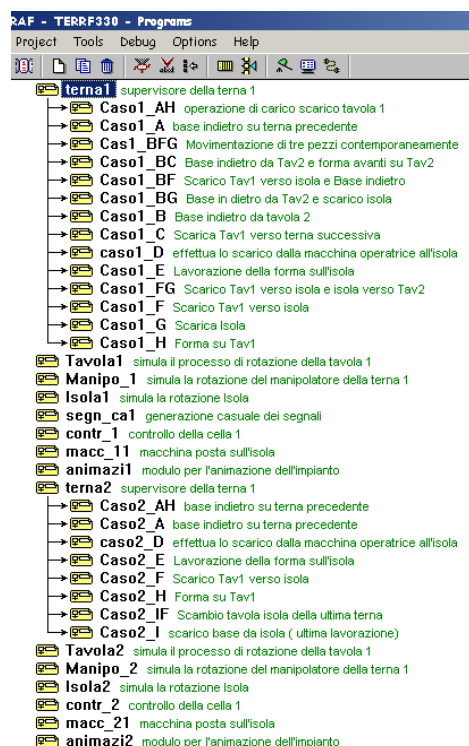 RAF - TERRF330 - Programs
Project Tools Debug Options Help
terna1 supervisore della terna 1
Caso1_AH operazione di carico scarico tavola 1
Caso1_A base indietro su terna precedente
Cas1_BFG Movimentazione di tre pezzi contemporaneamente
Caso1_BC Base indietro da Tav2 e forma avanti su Tav2
Caso1_BF Scarico Tav1 verso isola e Base indietro
Caso1_BG Base in dietro da Tav2 e scarico isola
Caso1_B Base indietro da tavola 2
Caso1_C Scarica Tav1 verso terna successiva
caso1_D effettua lo scarico dalla macchina operatrice all'isola
Caso1_E Lavorazione della forma sull'isola
Caso1_FG Scarico Tav1 verso isola e isola verso Tav2
Caso1_F Scarico Tav1 verso isola
Caso1_G Scarica Isola
Caso1_H Forma su Tav1
Tavola1 simula il processo di rotazione della tavola 1
Manipo_1 simula la rotazione del manipolatore della terna 1
Isola1 simula la rotazione Isola
segn_ca1 generazione casuale dei segnali
contr_1 controllo della cella 1
macc_11 macchina posta sull'isola
animazi1 modulo per l'animazione dell'impianto
terna2 supervisore della terna 1
Caso2_AH base indietro su terna precedente
Caso2_A base indietro su terna precedente
caso2_D effettua lo scarico dalla macchina operatrice all'isola
Caso2_E Lavorazione della forma sull'isola
Caso2_F Scarico Tav1 verso isola
Caso2_H Forma su Tav1
Caso2_IF Scambio tavola isola della ultima terna
Caso2_I scarico base da isola ( ultima lavorazione)
Tavola2 simula il processo di rotazione della tavola 1
Manipo_2 simula la rotazione del manipolatore della terna 1
Isola2 simula la rotazione Isola
contr_2 controllo della cella 1
macc_21 macchina posta sull'isola
animazi2 modulo per l'animazione dell'impianto